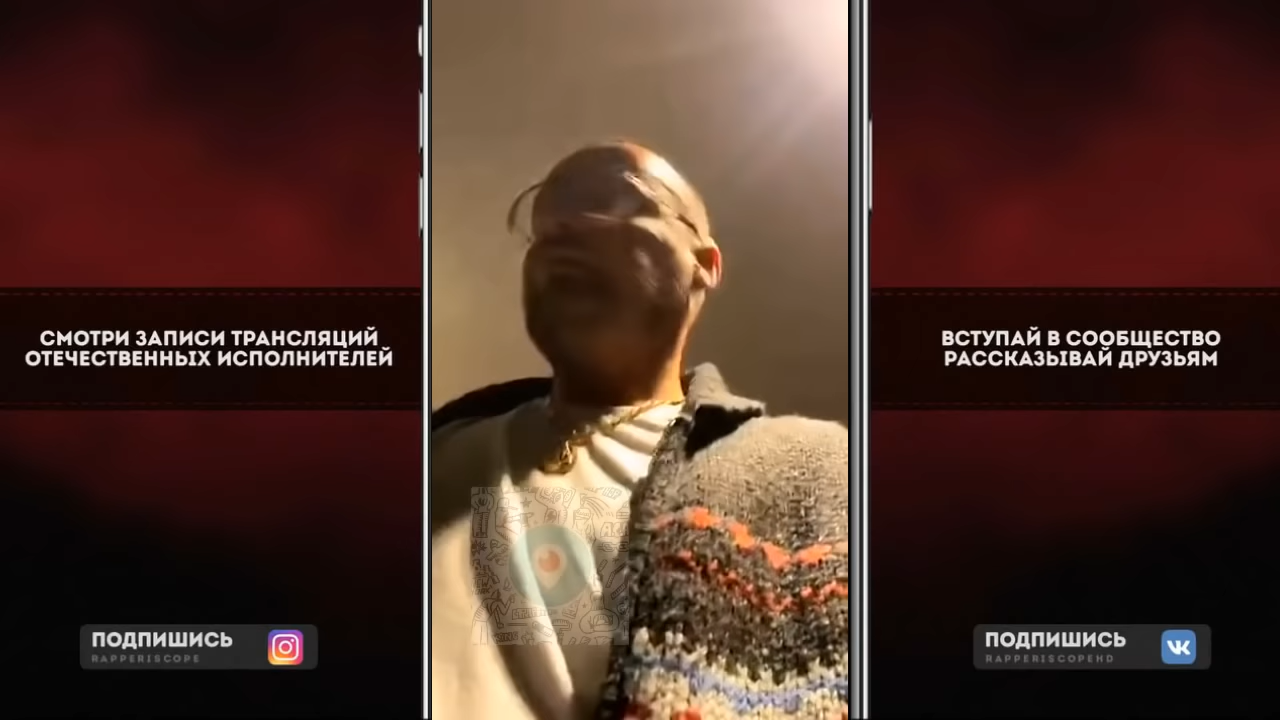 СМОТРИ ЗАПИСИ ТРАНСЛЯЦИЙ
ОТЕЧЕСТВЕННЫХ ИСПОЛНИТЕЛЕЙ
ВСТУПАЙ В СООБЩЕСТВО
РАССКАЗЫВАЙ ДРУЗЬЯМ
ПОДПИШИСЬ
RAPPERISCOPE
ПОДПИШИСЬ
RAPPERISCOPEHD